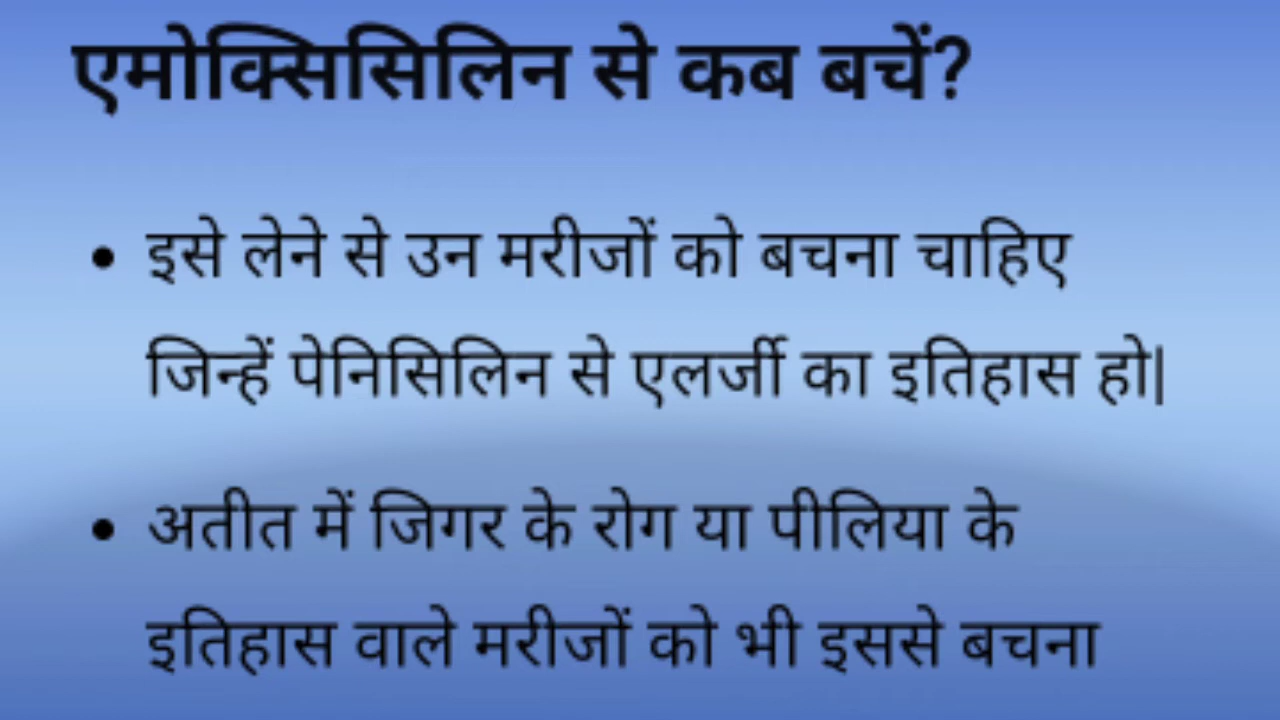 एमोक्सिसिलिन से कब बचें?
• इसे लेने से उन मरीजों को बचना चाहिए
जिन्हें पेनिसिलिन से एलर्जी का इतिहास हो|
• अतीत में जिगर के रोग या पीलिया के
इतिहास वाले मरीजों को भी इससे बचना